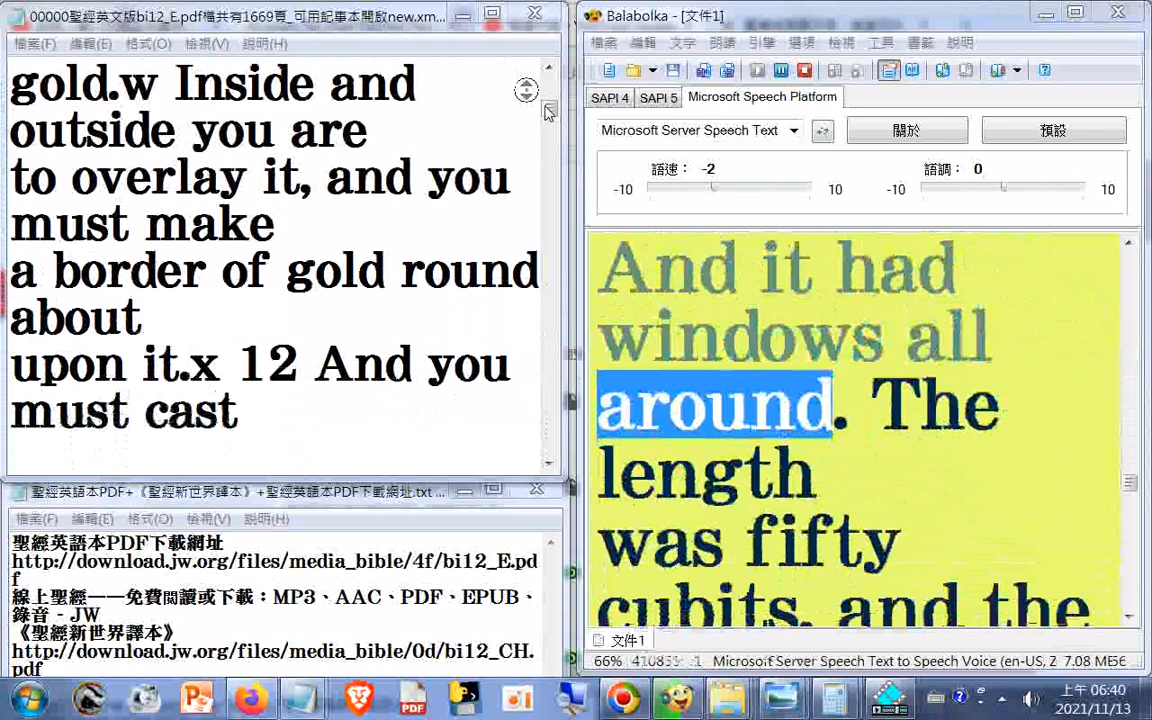 00000聖經英文版bi12_E.pdf檔共有1669頁_可用記事本開啟new.xm...
檔案(F) 編輯(E) 格式(O) 檢視(V) 說明(H)
gold.w Inside and
outside you are
to overlay it, and you
must make
a border of gold round
about
upon it.x 12 And you
must cast
聖經英語本PDF+《聖經新世界譯本》+聖經英語本PDF下載網址.txt ...
檔案(F) 編輯(E) 格式(O) 檢視(V) 說明(H)
聖經英語本PDF下載網址
http://download.jw.org/files/media_bible/4f/bi12_E.pd
f
線上聖經——免費閱讀或下載：MP3、AAC、PDF、EPUB、
錄音 - JW
《聖經新世界譯本》
http://download.jw.org/files/media_bible/0d/bi12_CH.
pdf
Balabolka - [文件1]
檔案 編輯 文字 朗讀 引擎 選項 檢視 工具 書籤 說明
SAPI 4 SAPI 5 Microsoft Speech Platform
Microsoft Server Speech Text 關於 預設
語速： -2 語調： 0
-10 10 -10 10
And it had
windows all
around. The
length
was fifty
cubits, and the
文件1
66% Microsoft Server Speech Text to Speech Voice (en-US, Z 7.08 ME
上午 06:40
2021/11/13